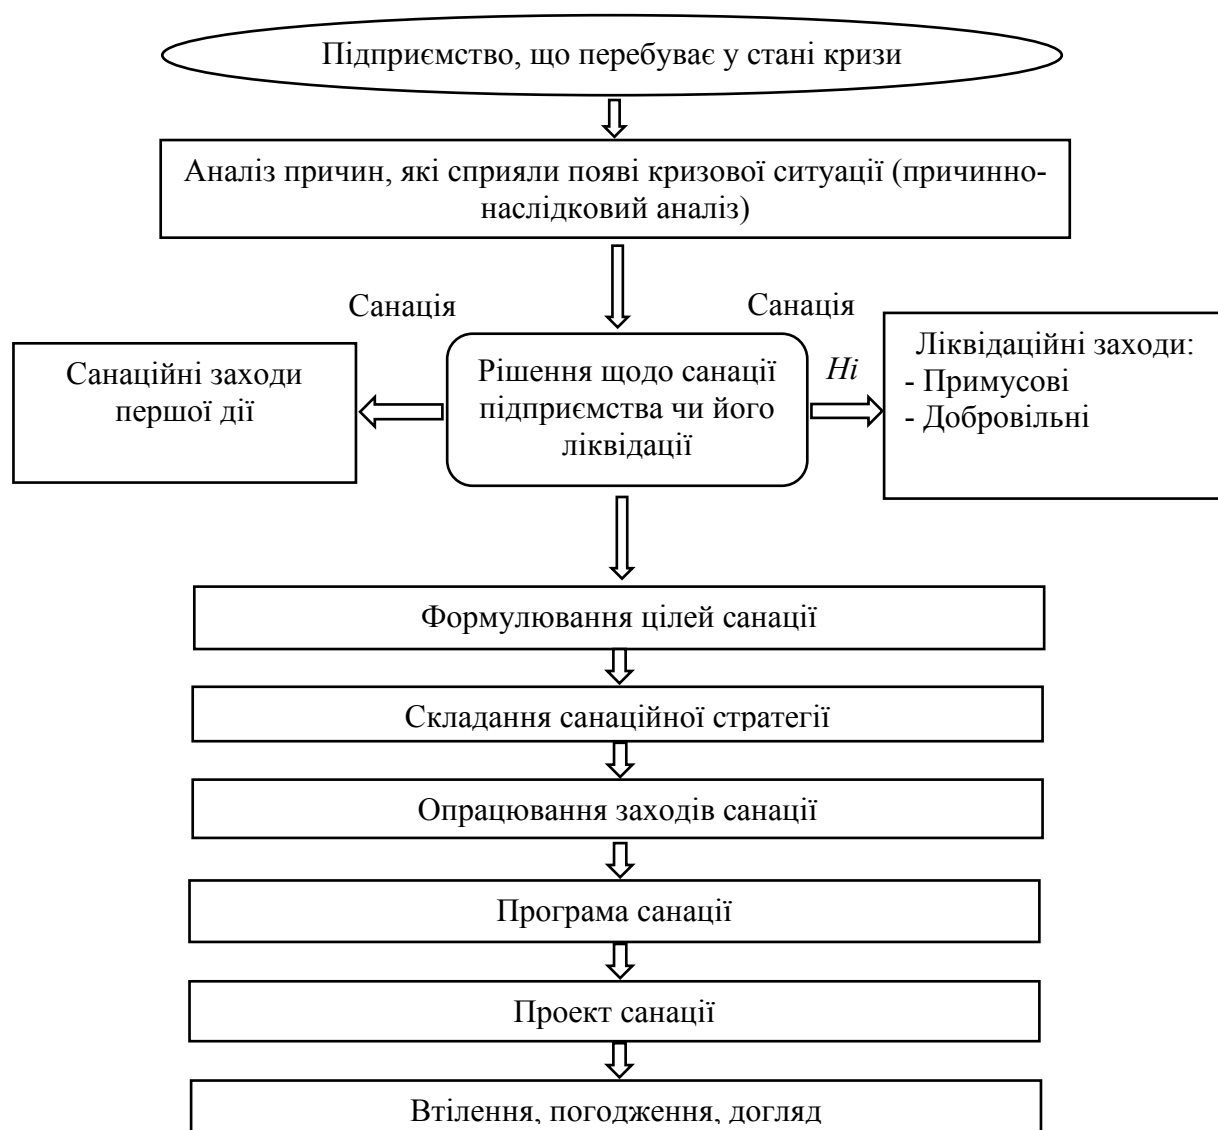 Підприємство, що перебуває у стані кризи
Аналіз причин, які сприяли появі кризової ситуації (причинно-
наслідковий аналіз)
Санація
Санація
Санаційні заходи
першої дії
Рішення щодо санації
підприємства чи його
ліквідації
Ні
Ліквідаційні заходи:
- Примусові
- Добровільні
Формулювання цілей санації
Складання санаційної стратегії
Опрацювання заходів санації
Програма санації
Проект санації
Втілення, погодження, догляд